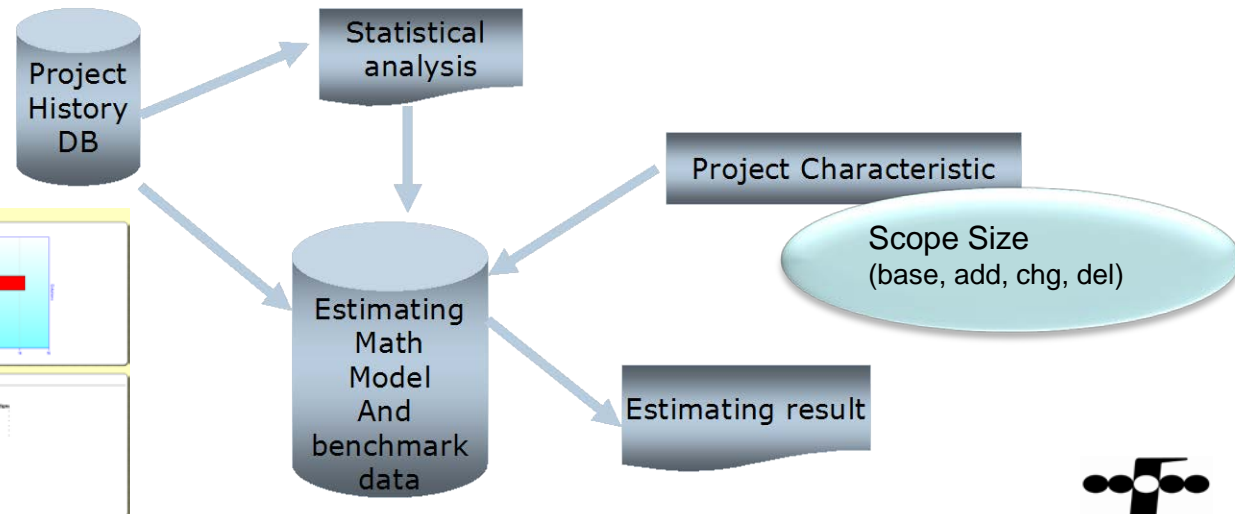 Project
History
DB
Statistical
analysis
Project Characteristic
Scope Size
(base, add, chg, del)
Estimating
Math
Model
And
benchmark
data
Estimating result